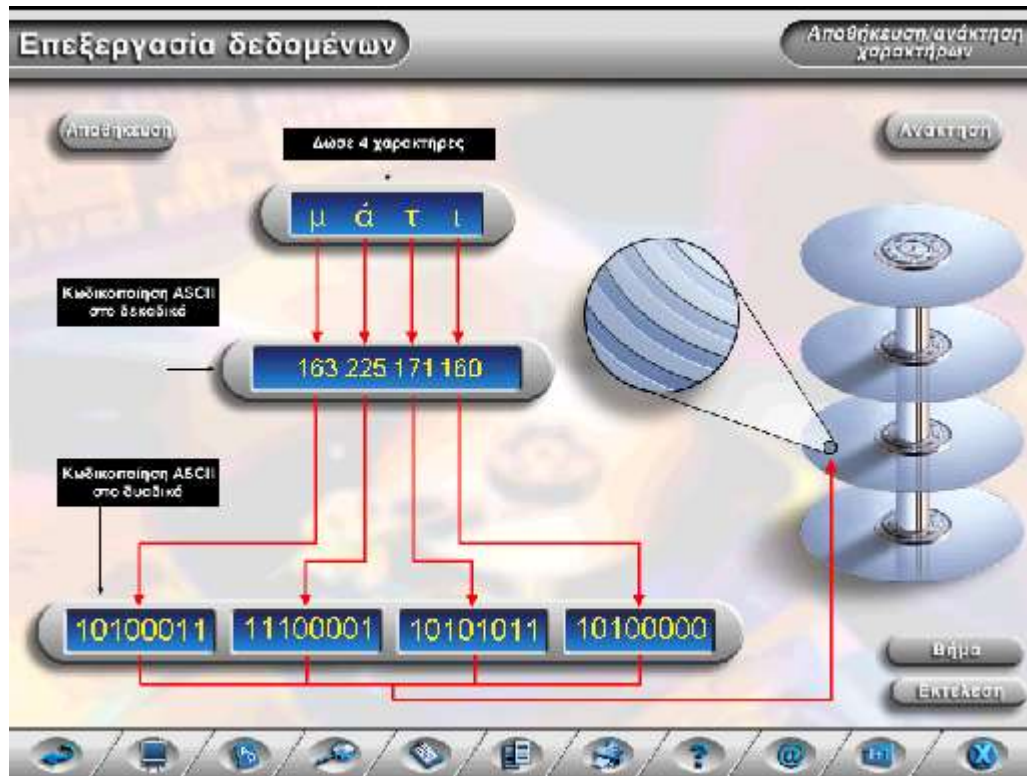 Επεξεργασία δεδομένων
Αποθήκευση/ανάκτηση
χαρακτήρων
Αποθήκευση
Δώσε 4 χαρακτήρες
Ανάκτηση
μ ά τ ι
Κωδικοποίηση ASCII
στο δεκαδικό
163 225 171 160
Κωδικοποίηση ASCII
στο δυαδικό
10100011 11100001 10101011 10100000
Βήμα
Εκτέλεση
? @